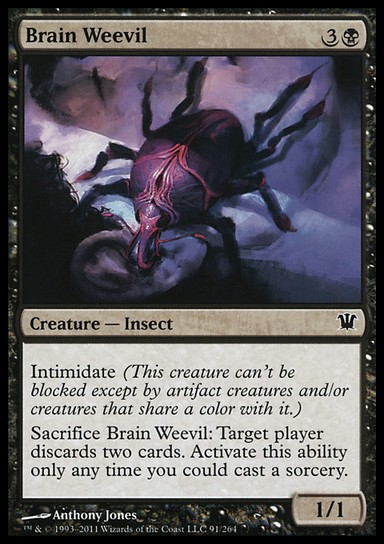 Brain Weevil 3
Creature — Insect
Intimidate (This creature can't be
blocked except by artifact creatures and/or
creatures that share a color with it.)
Sacrifice Brain Weevil: Target player
discards two cards. Activate this ability
only any time you could cast a sorcery.
Anthony Jones
1/1
™ & © 1993–2011 Wizards of the Coast LLC 91/264